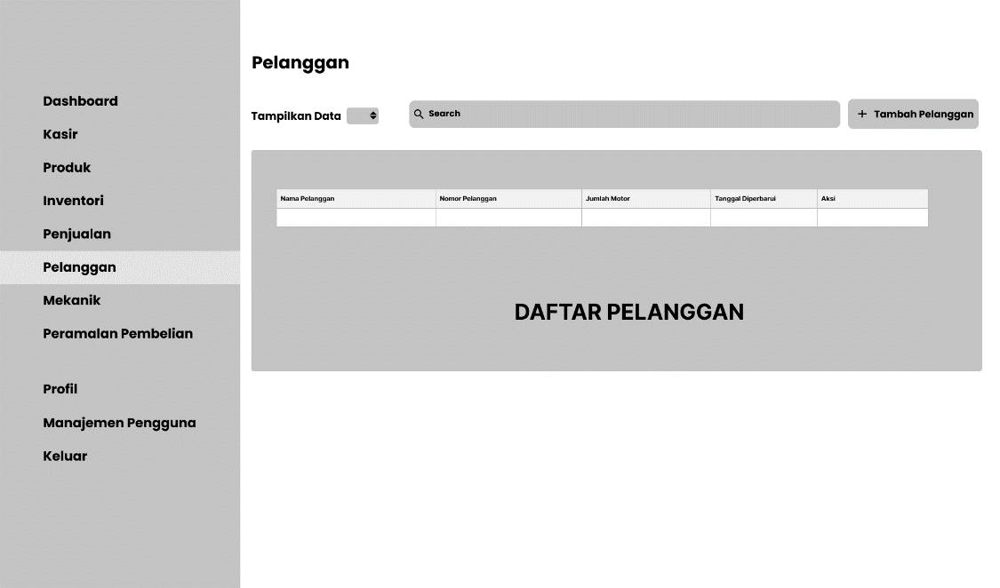 Dashboard
Kasir
Produk
Inventori
Penjualan
Pelanggan
Mekanik
Peramalan Pembelian
Profil
Manajemen Pengguna
Keluar
Pelanggan
Tampilkan Data
Search
+ Tambah Pelanggan
Nama Pelanggan Nomor Pelanggan Jumlah Motor Tanggal Diperbarui Aksi
DAFTAR PELANGGAN